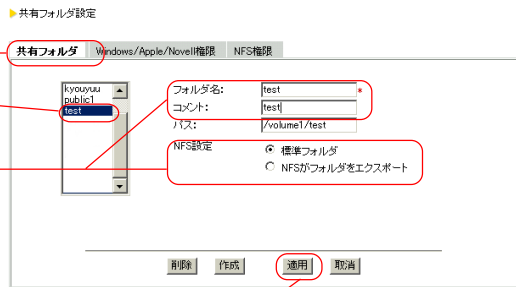 共有フォルダ設定
共有フォルダ Windows/Apple/Novell権限 NFS権限
kyouyuu
public1
test
フォルダ名: test *
コメント: test
パス: /volume1/test
NFS設定 標準フォルダ
NFSがフォルダをエクスポート
削除 作成 適用 取消